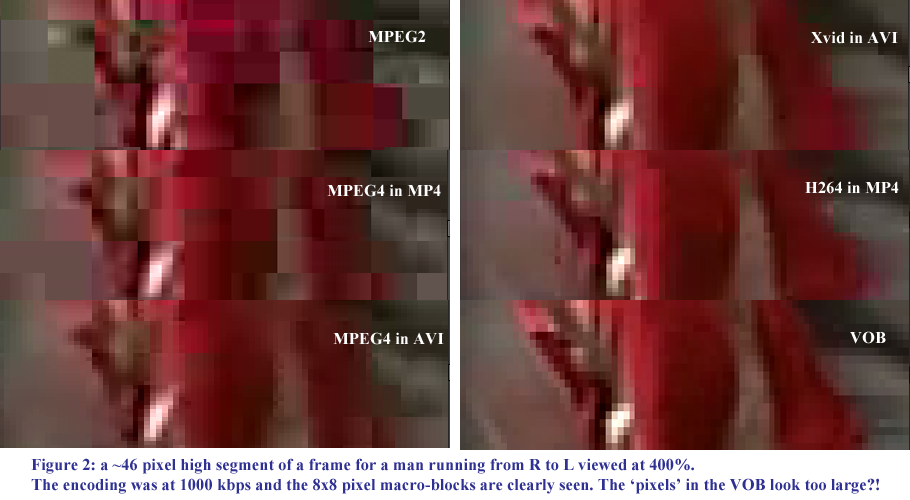 MPEG2
Xvid in AVI
MPEG4 in MP4
H264 in MP4
MPEG4 in AVI
VOB
Figure 2: a ~46 pixel high segment of a frame for a man running from R to L viewed at 400%.
The encoding was at 1000 kbps and the 8x8 pixel macro-blocks are clearly seen. The ‘pixels’ in the VOB look too large?!